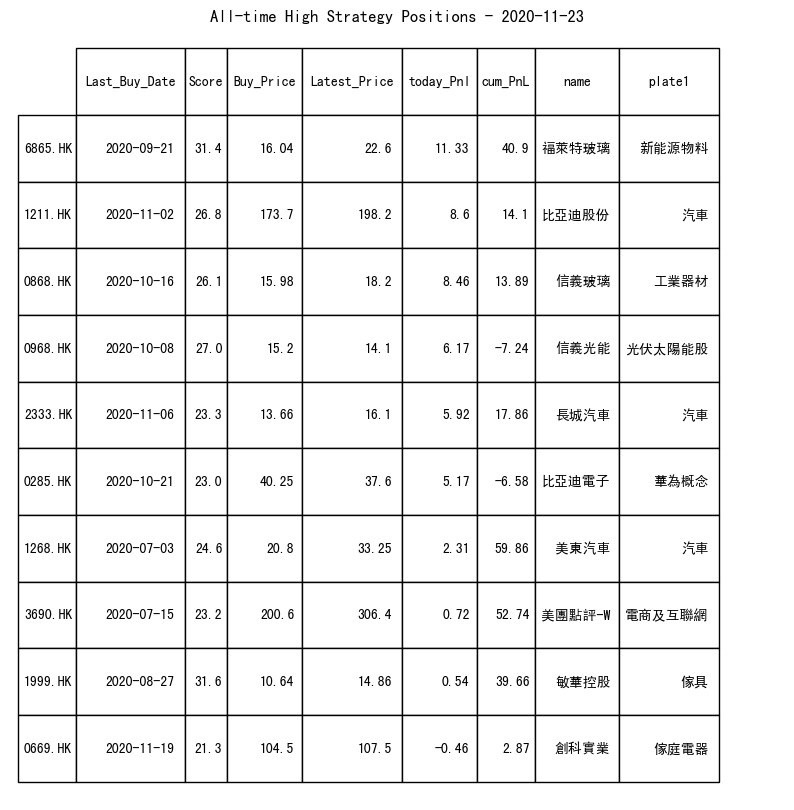 All-time High Strategy Positions - 2020-11-23
Last_Buy_Date Score Buy_Price Latest_Price today_Pnl cum_PnL name plate1
6865.HK 2020-09-21 31.4 16.04 22.6 11.33 40.9 福萊特玻璃 新能源物料
1211.HK 2020-11-02 26.8 173.7 198.2 8.6 14.1 比亞迪股份 汽車
0868.HK 2020-10-16 26.1 15.98 18.2 8.46 13.89 信義玻璃 工業器材
0968.HK 2020-10-08 27.0 15.2 14.1 6.17 -7.24 信義光能 光伏太陽能股
2333.HK 2020-11-06 23.3 13.66 16.1 5.92 17.86 長城汽車 汽車
0285.HK 2020-10-21 23.0 40.25 37.6 5.17 -6.58 比亞迪電子 華為概念
1268.HK 2020-07-03 24.6 20.8 33.25 2.31 59.86 美東汽車 汽車
3690.HK 2020-07-15 23.2 200.6 306.4 0.72 52.74 美團點評-W 電商及互聯網
1999.HK 2020-08-27 31.6 10.64 14.86 0.54 39.66 敏華控股 傢具
0669.HK 2020-11-19 21.3 104.5 107.5 -0.46 2.87 創科實業 傢庭電器